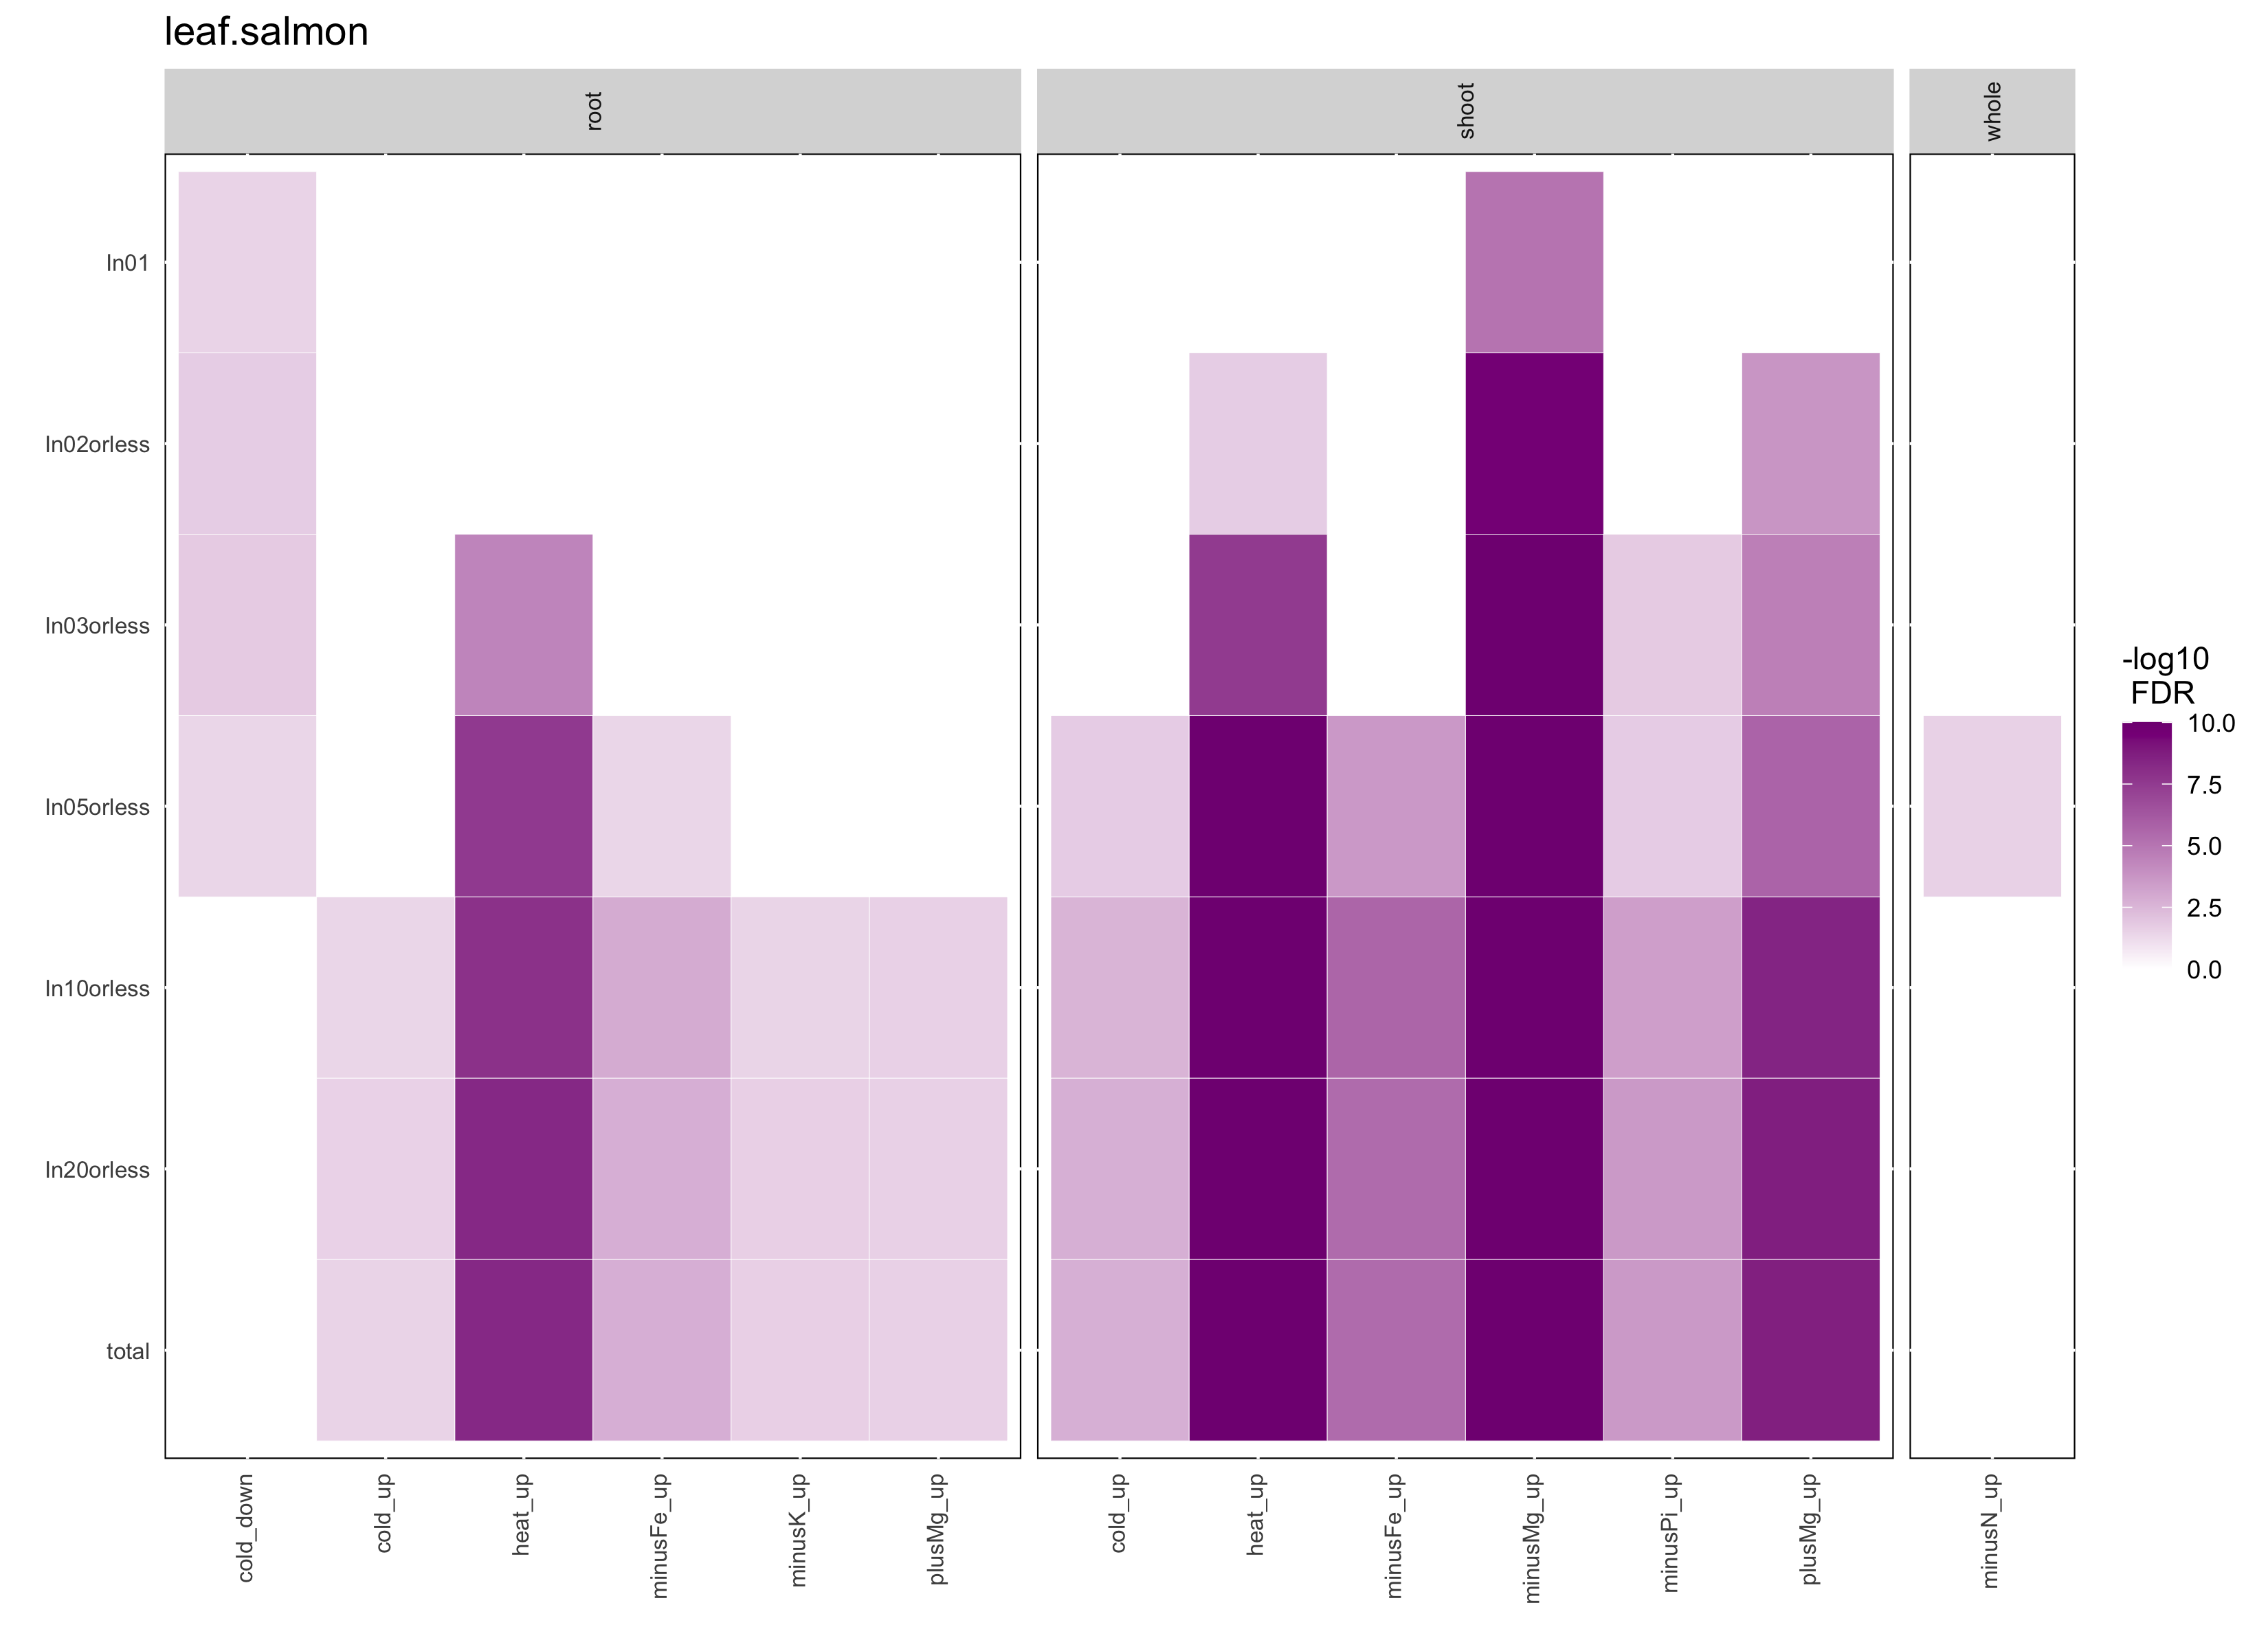 leaf.salmon
root
shoot
whole
In01
In02orless
In03orless
In05orless
In10orless
In20orless
total
cold_down
cold_up
heat_up
minusFe_up
minusK_up
plusMg_up
cold_up
heat_up
minusFe_up
minusMg_up
minusPi_up
plusMg_up
minusN_up
-log10
FDR
10.0
7.5
5.0
2.5
0.0